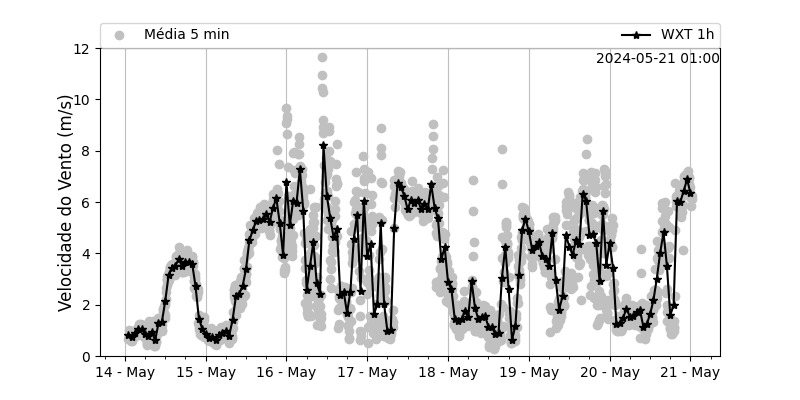 Média 5 min
WXT 1h
2024-05-21 01:00
Velocidade do Vento (m/s)
12
10
8
6
4
2
0
14 - May 15 - May 16 - May 17 - May 18 - May 19 - May 20 - May 21 - May